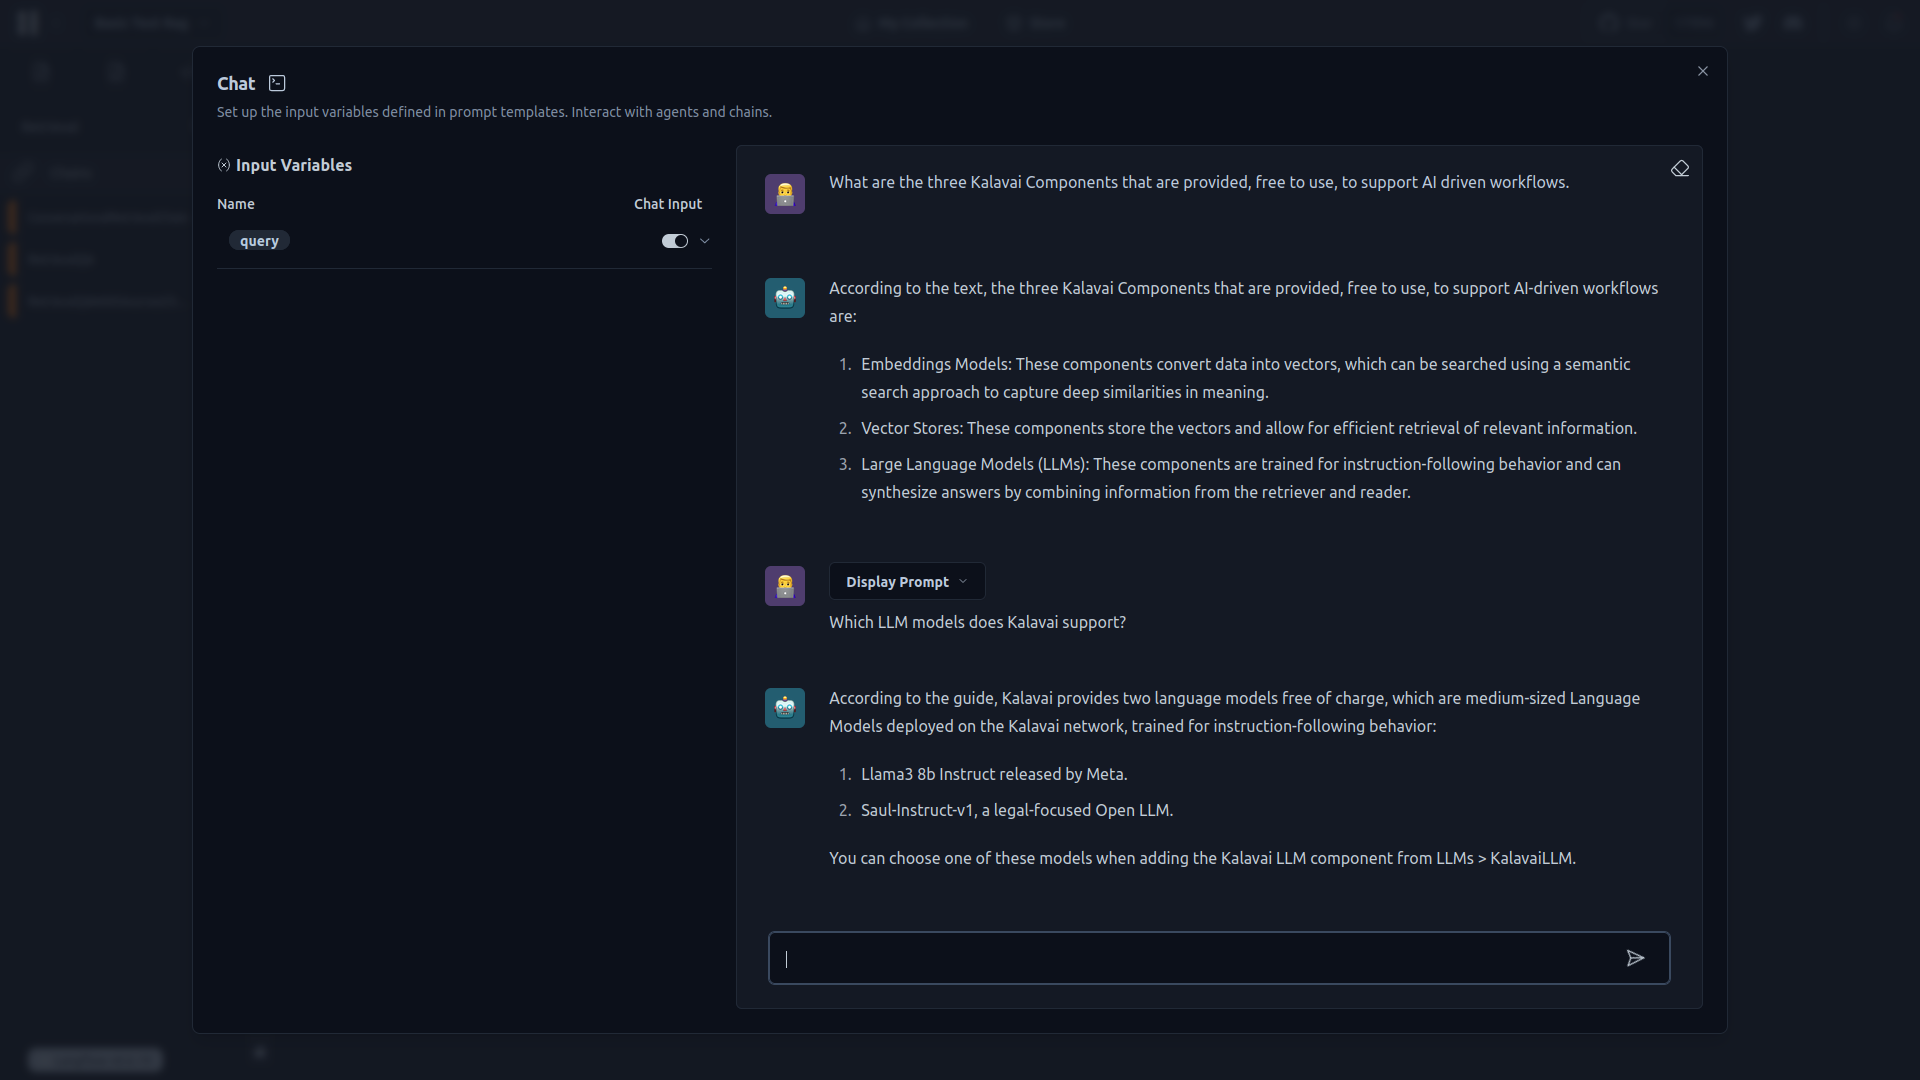 Chat
Set up the input variables defined in prompt templates. Interact with agents and chains.
Input Variables
Name
Chat Input
query
What are the three Kalavai Components that are provided, free to use, to support AI driven workflows.
According to the text, the three Kalavai Components that are provided, free to use, to support AI-driven workflows
are:
1. Embeddings Models: These components convert data into vectors, which can be searched using a semantic
search approach to capture deep similarities in meaning.
2. Vector Stores: These components store the vectors and allow for efficient retrieval of relevant information.
3. Large Language Models (LLMs): These components are trained for instruction-following behavior and can
synthesize answers by combining information from the retriever and reader.
Display Prompt
Which LLM models does Kalavai support?
According to the guide, Kalavai provides two language models free of charge, which are medium-sized Language
Models deployed on the Kalavai network, trained for instruction-following behavior:
1. Llama3 8b Instruct released by Meta.
2. Saul-Instruct-v1, a legal-focused Open LLM.
You can choose one of these models when adding the Kalavai LLM component from LLMs > KalavaiLLM.